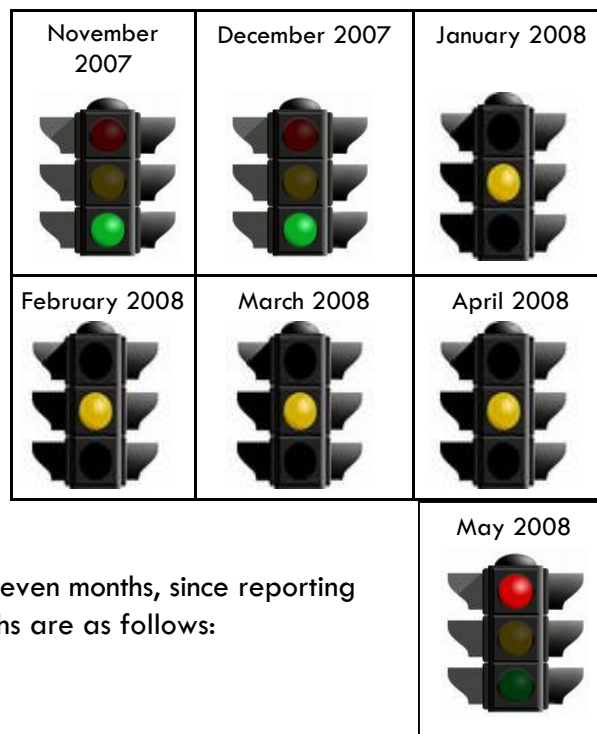 November
2007
December 2007
January 2008
February 2008
March 2008
April 2008
May 2008
even months, since reporting
are as follows: